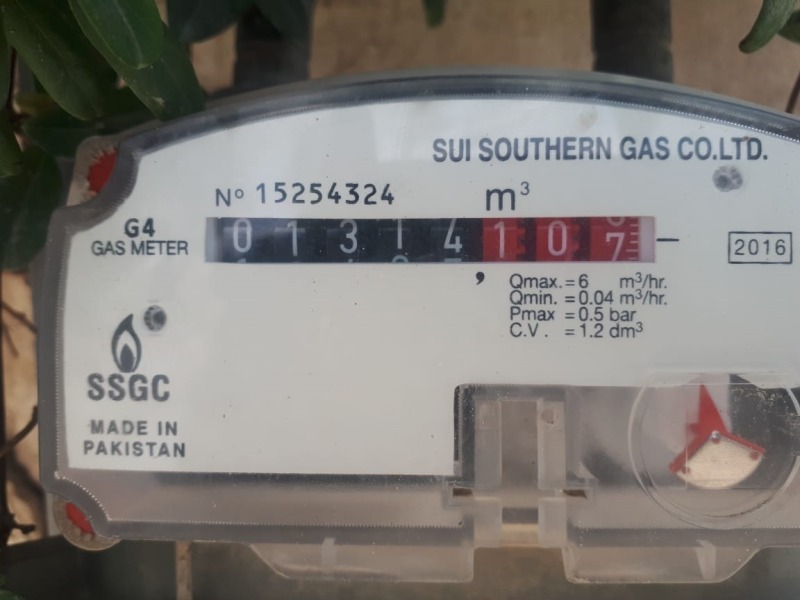 SUI SOUTHERN GAS CO.LTD.
Nº 15254324 m³
G4
GAS METER
01314107
2016
Qmax. = 6 m³/hr.
Qmin. = 0.04 m³/hr.
Pmax = 0.5 bar
C.V. = 1.2 dm³
SSGC
MADE IN
PAKISTAN